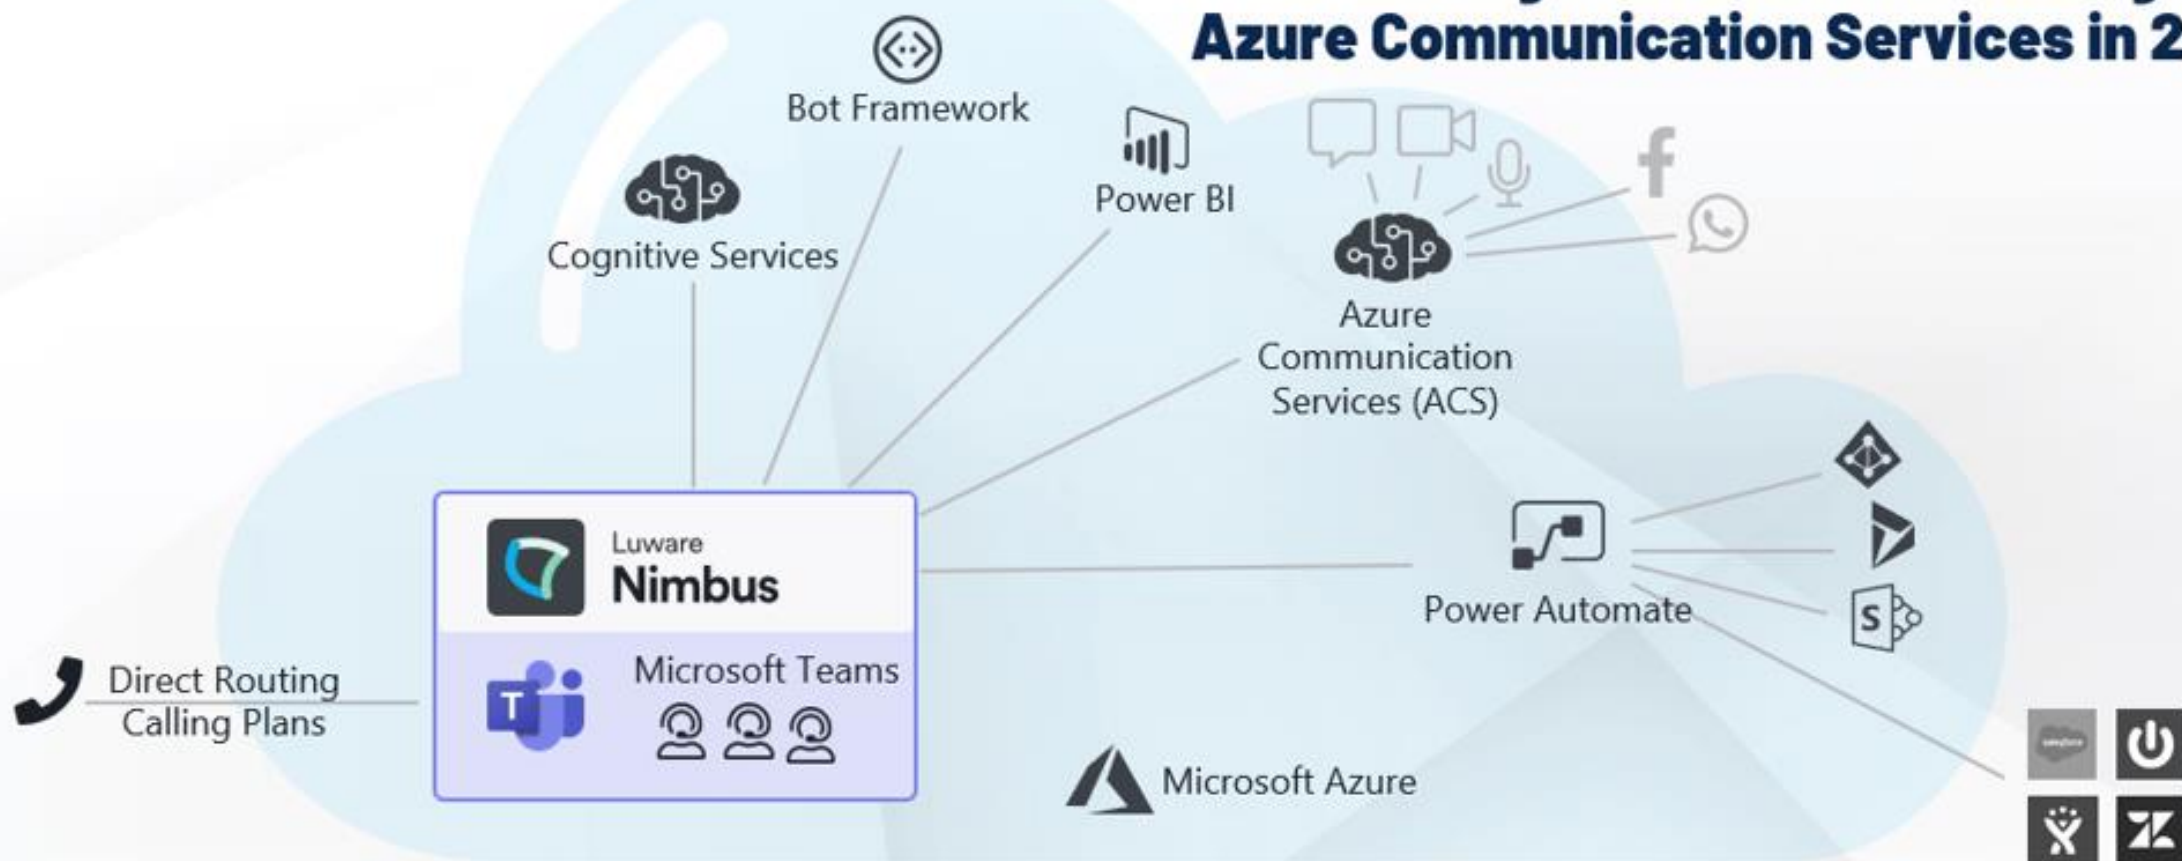 Azure Communication Services in 2
Bot Framework
Power BI
Cognitive Services
Azure
Communication
Services (ACS)
Luware
Nimbus
Power Automate
S
Microsoft Teams
T
Direct Routing
Calling Plans
Microsoft Azure
salesforce